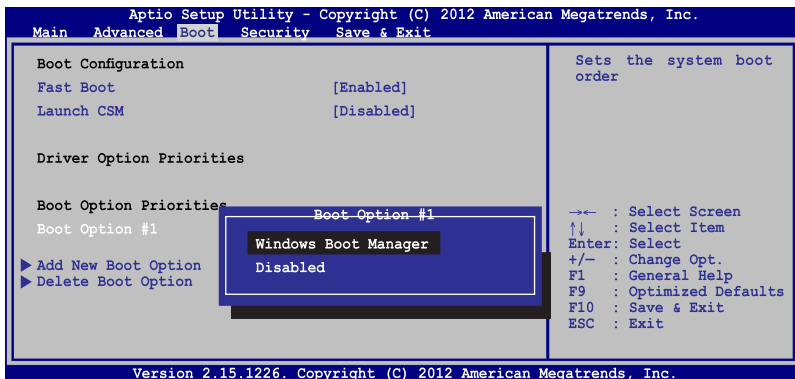 Aptio Setup Utility - Copyright (C) 2012 American Megatrends, Inc.
Main Advanced Boot Security Save & Exit
Boot Configuration
Fast Boot [Enabled]
Launch CSM [Disabled]
Driver Option Priorities
Boot Option Priorities
Boot Option #1
Add New Boot Option
Delete Boot Option
Boot Option #1
Windows Boot Manager
Disabled
Sets the system boot
order
→← : Select Screen
↑↓ : Select Item
Enter: Select
+/— : Change Opt.
F1 : General Help
F9 : Optimized Defaults
F10 : Save & Exit
ESC : Exit
Version 2.15.1226. Copyright (C) 2012 American Megatrends, Inc.